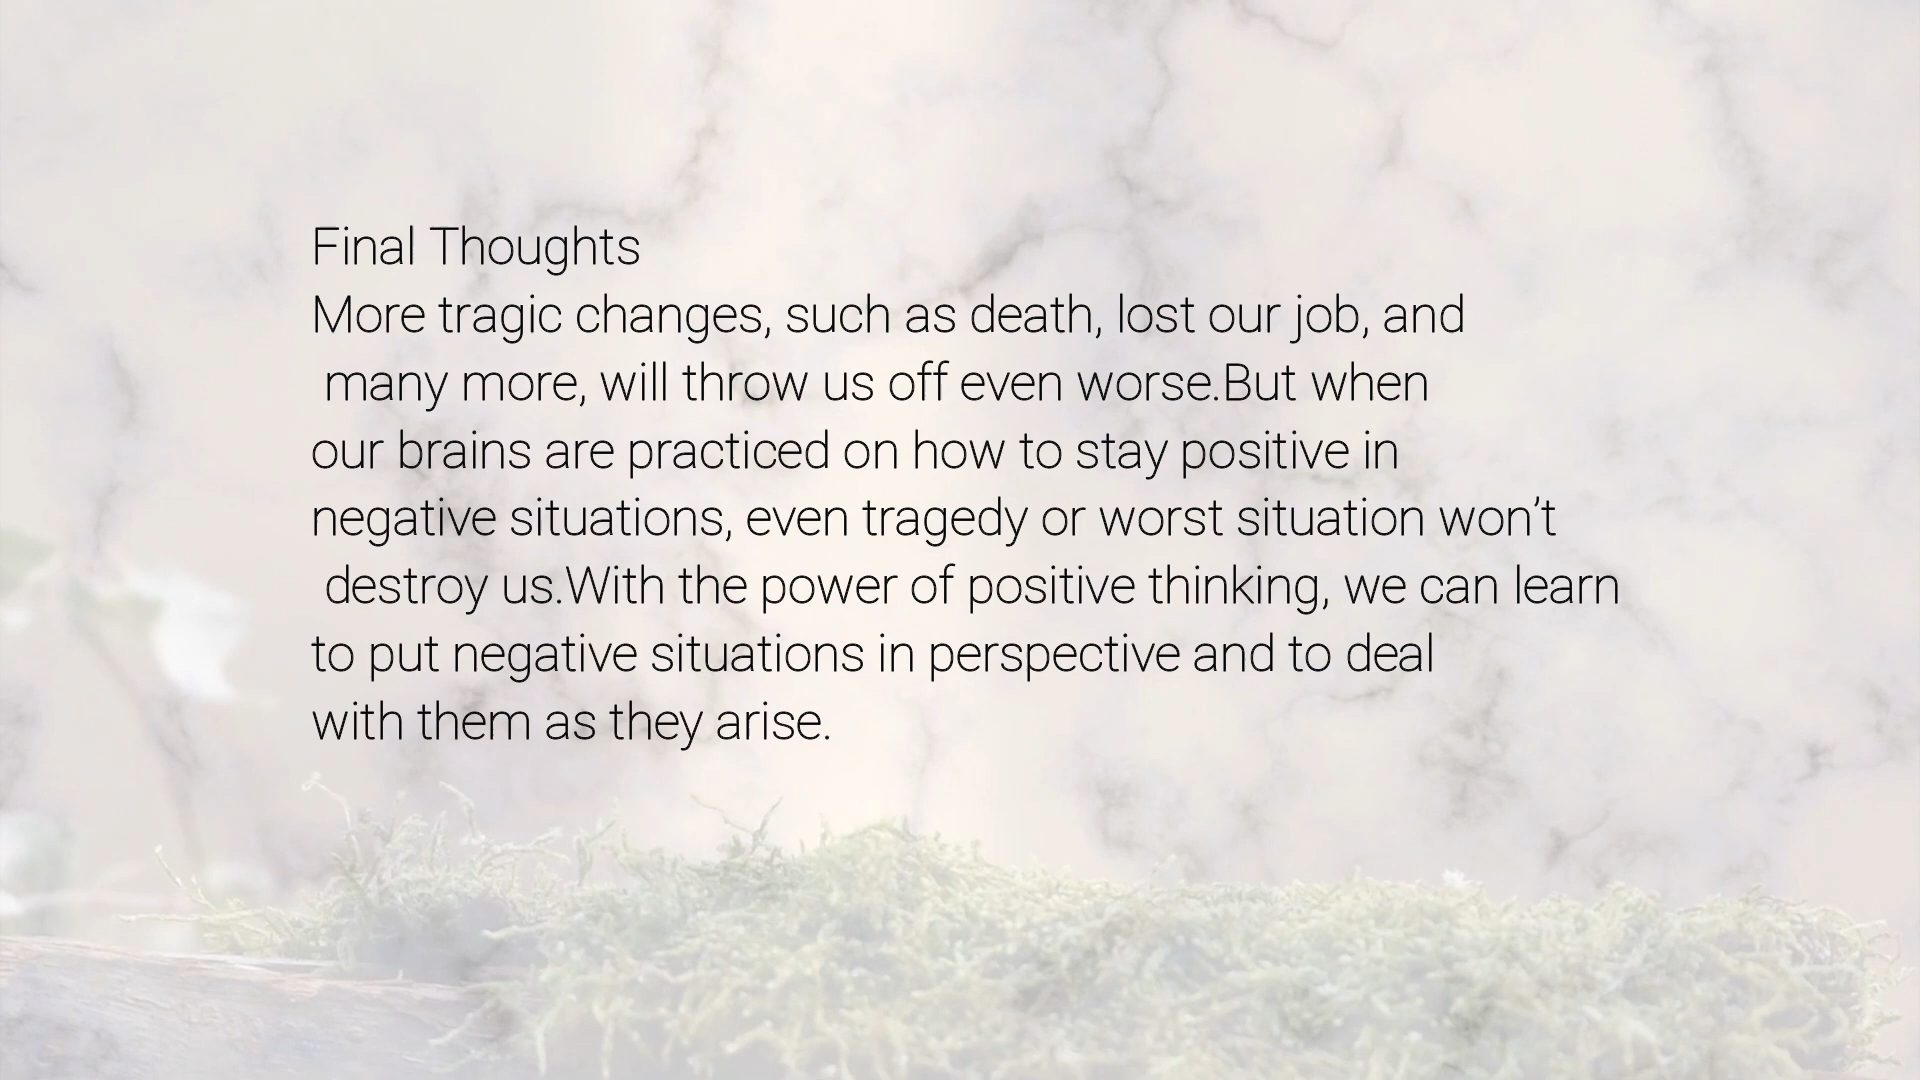 Final Thoughts
More tragic changes, such as death, lost our job, and
many more, will throw us off even worse.But when
our brains are practiced on how to stay positive in
negative situations, even tragedy or worst situation won’t
destroy us.With the power of positive thinking, we can learn
to put negative situations in perspective and to deal
with them as they arise.